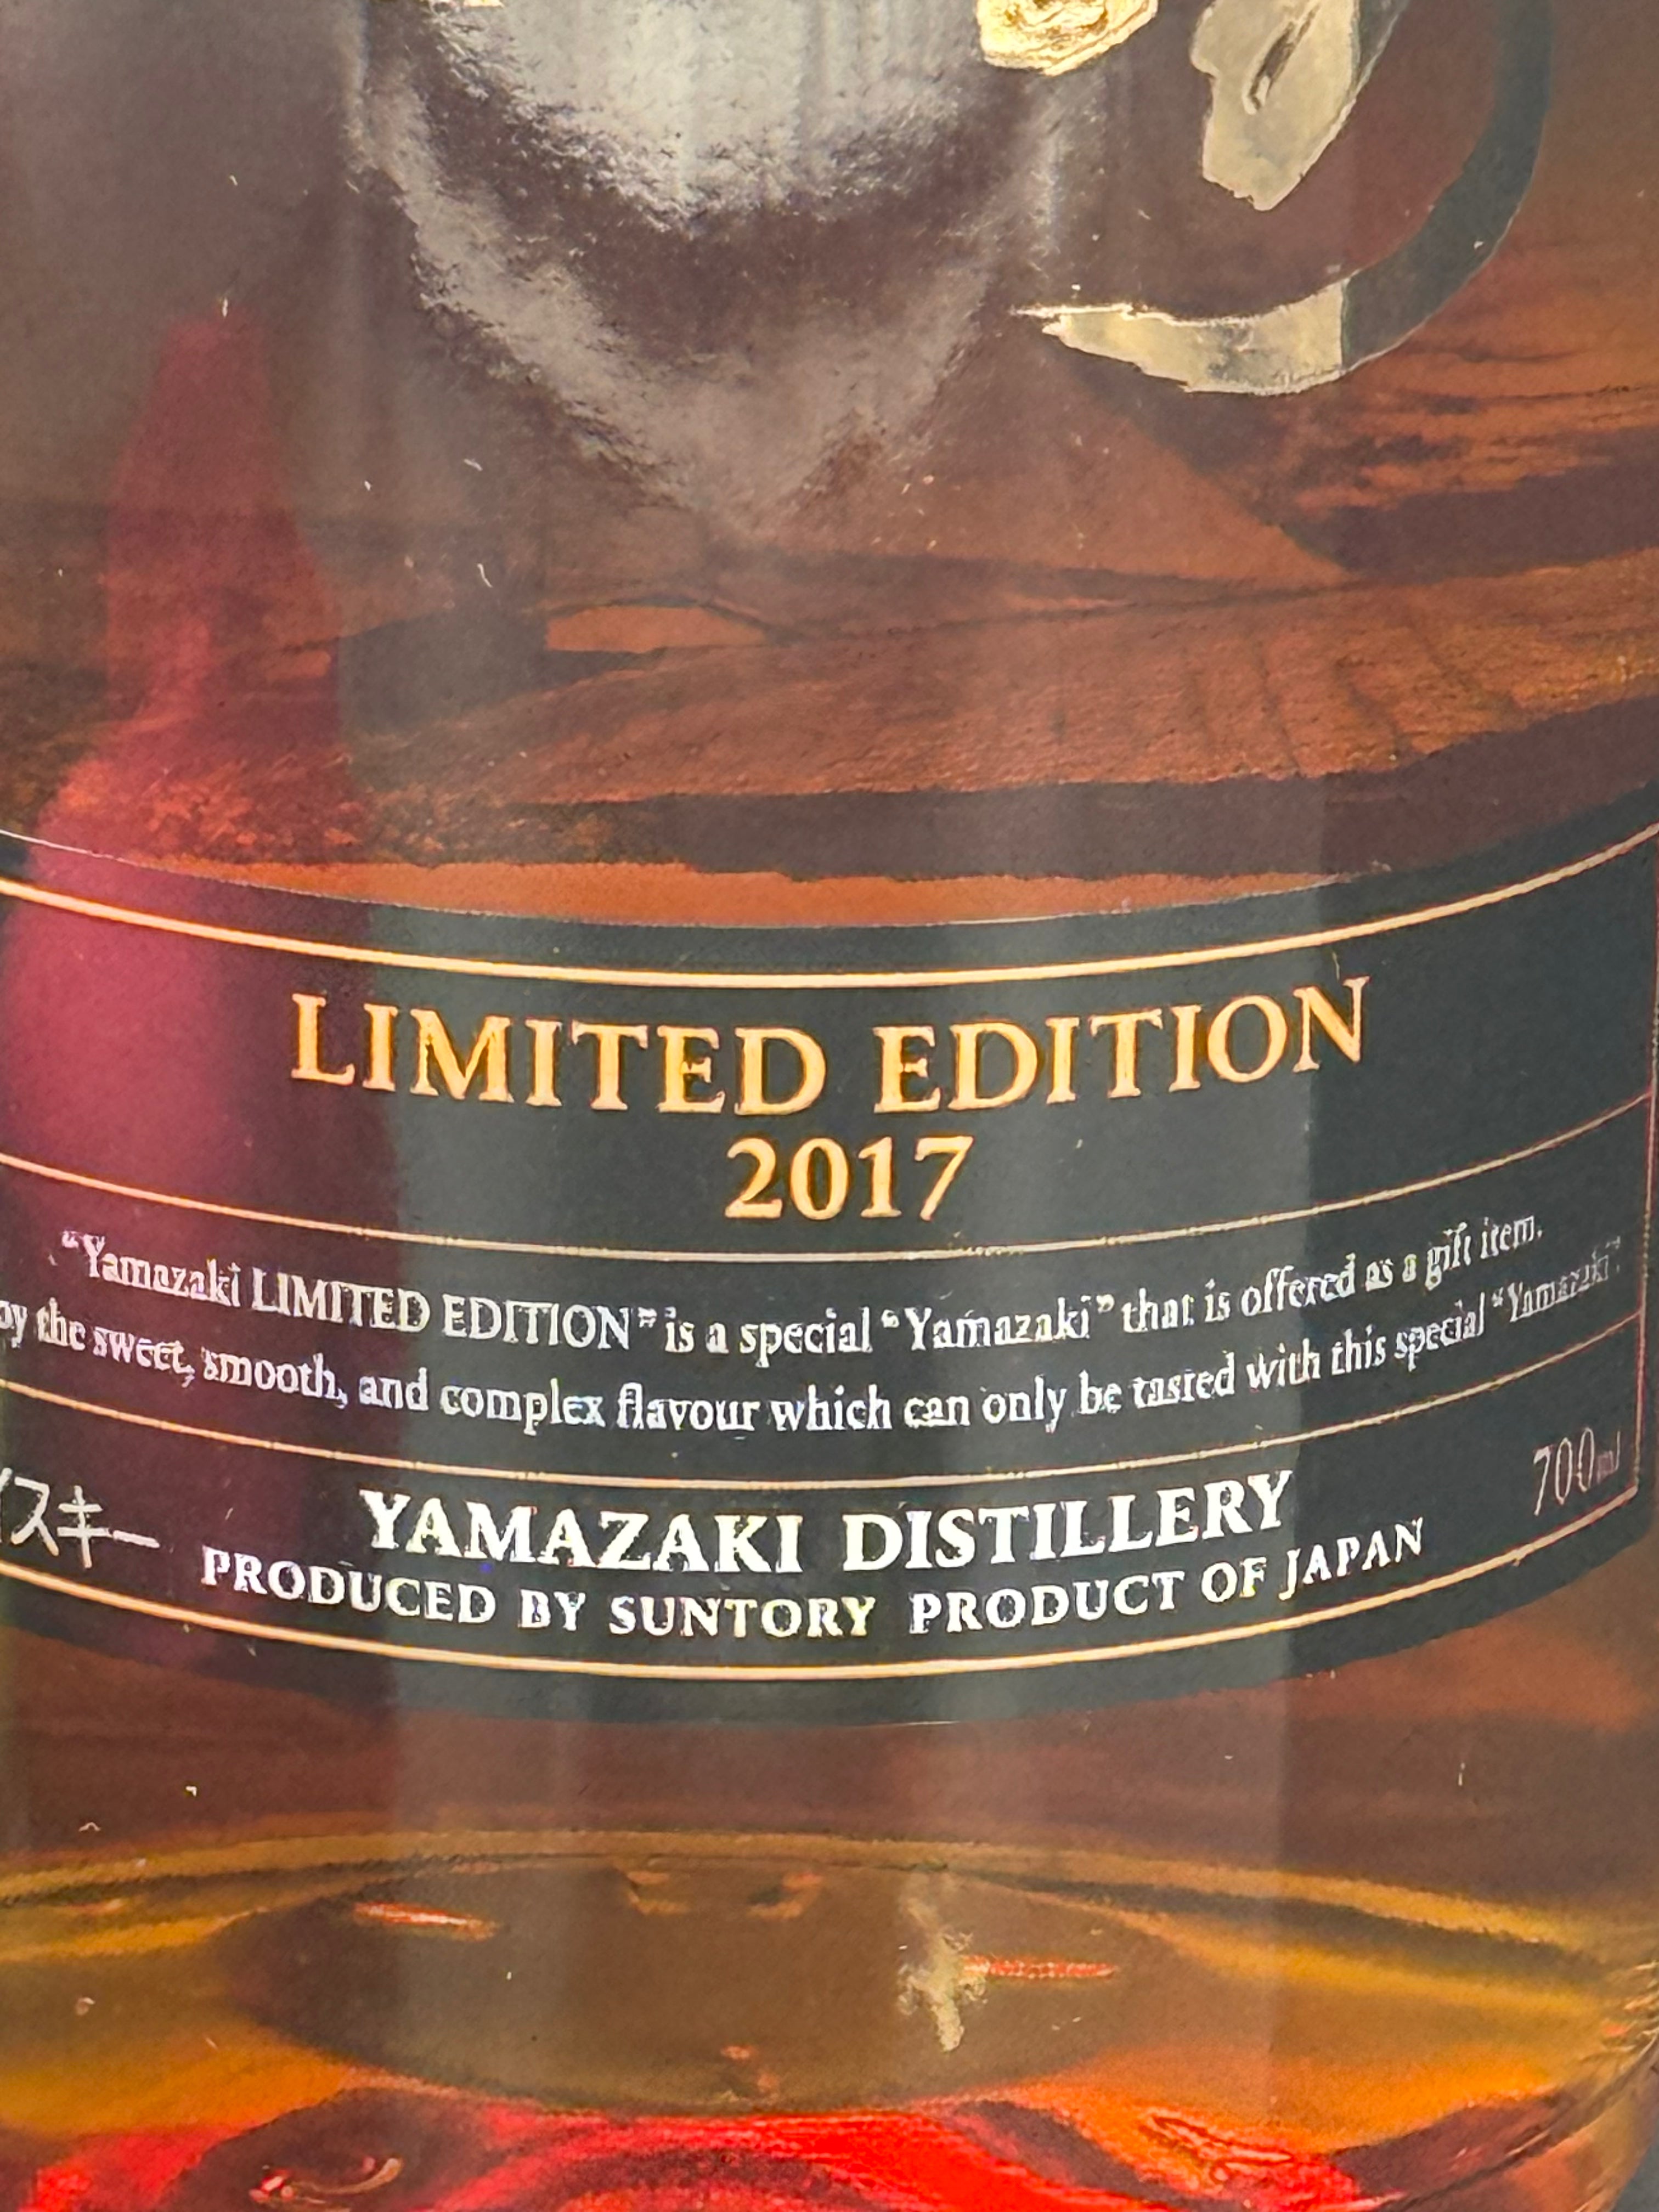 LIMITED EDITION
2017
"Yamazaki LIMITED EDITION" is a special "Yamazaki" that is offered as a gift item.
the sweet, smooth, and complex flavour which can only be tasted with this special "Yamazaki".
スキー
YAMAZAKI DISTILLERY
700ml
PRODUCED BY SUNTORY PRODUCT OF JAPAN